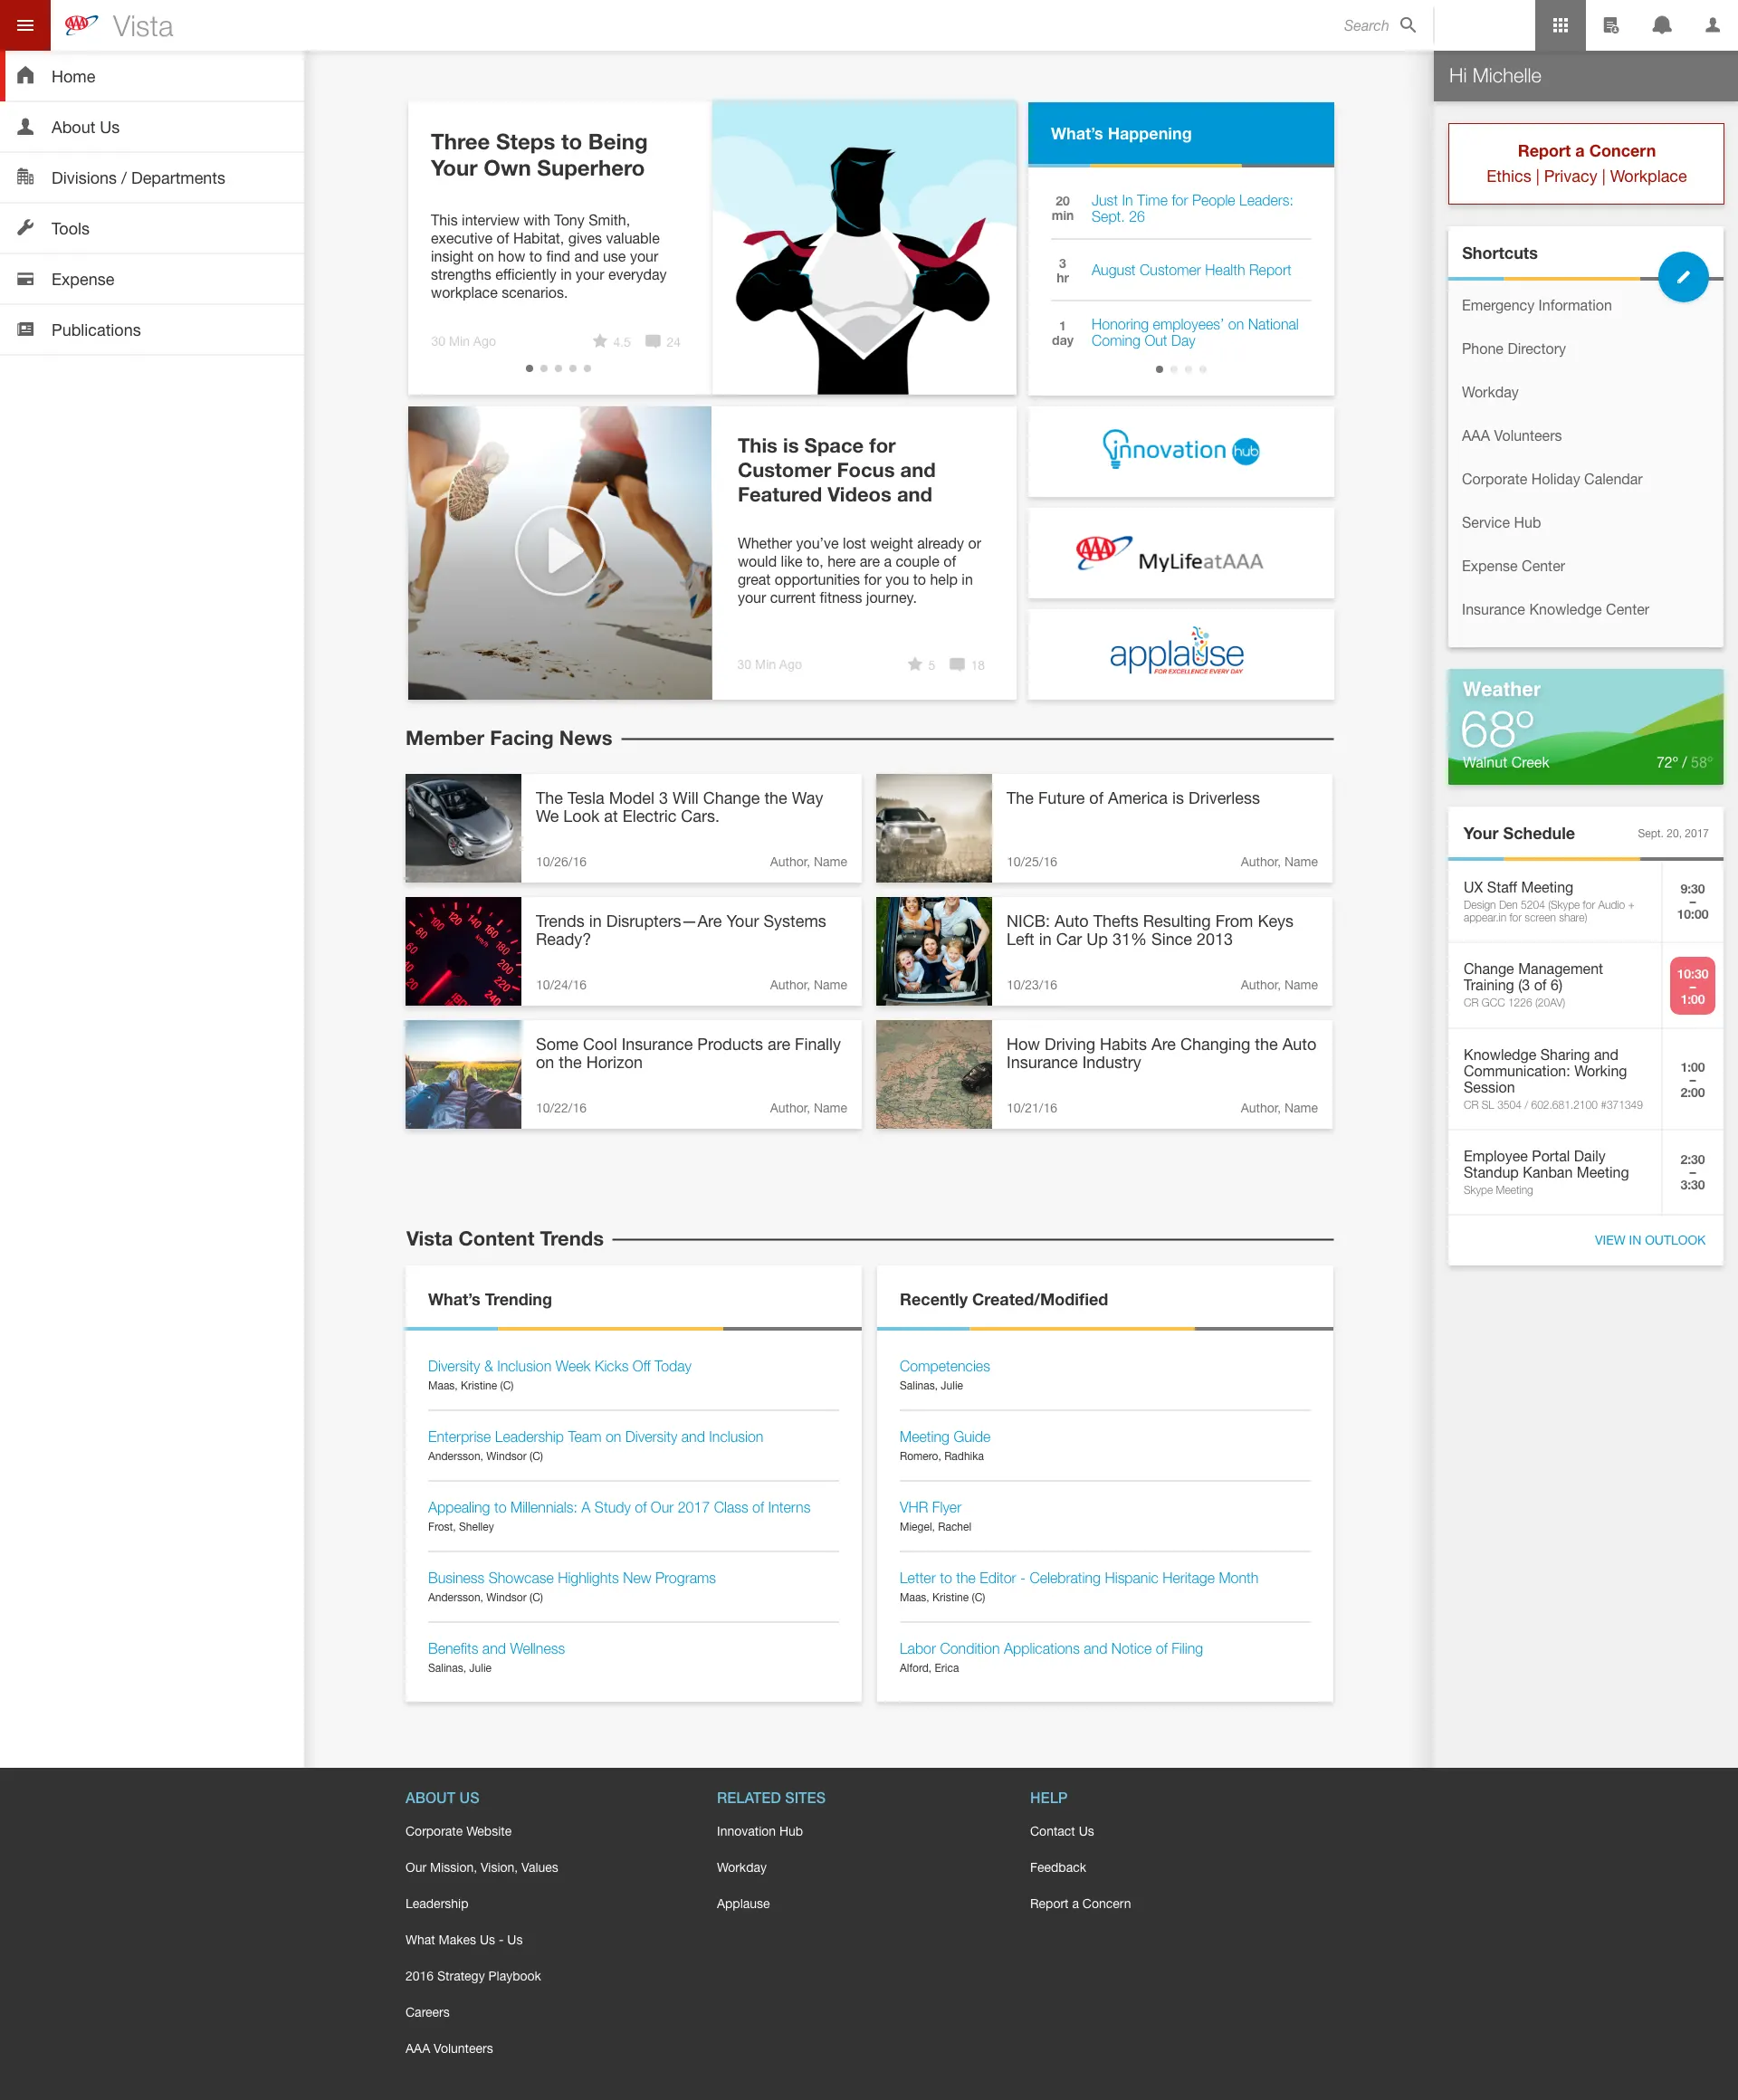 AAA Vista
Search
Home
About Us
Divisions / Departments
Tools
Expense
Publications
Three Steps to Being
Your Own Superhero
This interview with Tony Smith,
executive of Habitat, gives valuable
insight on how to find and use your
strengths efficiently in your everyday
workplace scenarios.
30 Min Ago 4.5 24
What’s Happening
20
min
Just In Time for People Leaders:
Sept. 26
3
hr
August Customer Health Report
1
day
Honoring employees’ on National
Coming Out Day
This is Space for
Customer Focus and
Featured Videos and
Whether you’ve lost weight already or
would like to, here are a couple of
great opportunities for you to help in
your current fitness journey.
30 Min Ago 5 18
innovation hub
AAA MyLifeatAAA
applause
FOR EXCELLENCE EVERY DAY
Member Facing News
The Tesla Model 3 Will Change the Way
We Look at Electric Cars.
10/26/16 Author, Name
The Future of America is Driverless
10/25/16 Author, Name
20 60 80 100 120 140 160 180 200 220 240
km/h
Trends in Disrupters—Are Your Systems
Ready?
10/24/16 Author, Name
NICB: Auto Thefts Resulting From Keys
Left in Car Up 31% Since 2013
10/23/16 Author, Name
Some Cool Insurance Products are Finally
on the Horizon
10/22/16 Author, Name
How Driving Habits Are Changing the Auto
Insurance Industry
10/21/16 Author, Name
Vista Content Trends
What’s Trending
Diversity & Inclusion Week Kicks Off Today
Maas, Kristine (C)
Enterprise Leadership Team on Diversity and Inclusion
Andersson, Windsor (C)
Appealing to Millennials: A Study of Our 2017 Class of Interns
Frost, Shelley
Business Showcase Highlights New Programs
Andersson, Windsor (C)
Benefits and Wellness
Salinas, Julie
Recently Created/Modified
Competencies
Salinas, Julie
Meeting Guide
Romero, Radhika
VHR Flyer
Miegel, Rachel
Letter to the Editor - Celebrating Hispanic Heritage Month
Maas, Kristine (C)
Labor Condition Applications and Notice of Filing
Alford, Erica
Hi Michelle
Report a Concern
Ethics | Privacy | Workplace
Shortcuts
Emergency Information
Phone Directory
Workday
AAA Volunteers
Corporate Holiday Calendar
Service Hub
Expense Center
Insurance Knowledge Center
Weather
68º
Walnut Creek 72º / 58º
Your Schedule Sept. 20, 2017
UX Staff Meeting
Design Den 5204 (Skype for Audio +
appear.in for screen share)
9:30
–
10:00
Change Management
Training (3 of 6)
CR GCC 1226 (20AV)
10:30
–
1:00
Knowledge Sharing and
Communication: Working
Session
CR SL 3504 / 602.681.2100 #371349
1:00
–
2:00
Employee Portal Daily
Standup Kanban Meeting
Skype Meeting
2:30
–
3:30
VIEW IN OUTLOOK
ABOUT US
Corporate Website
Our Mission, Vision, Values
Leadership
What Makes Us - Us
2016 Strategy Playbook
Careers
AAA Volunteers
RELATED SITES
Innovation Hub
Workday
Applause
HELP
Contact Us
Feedback
Report a Concern